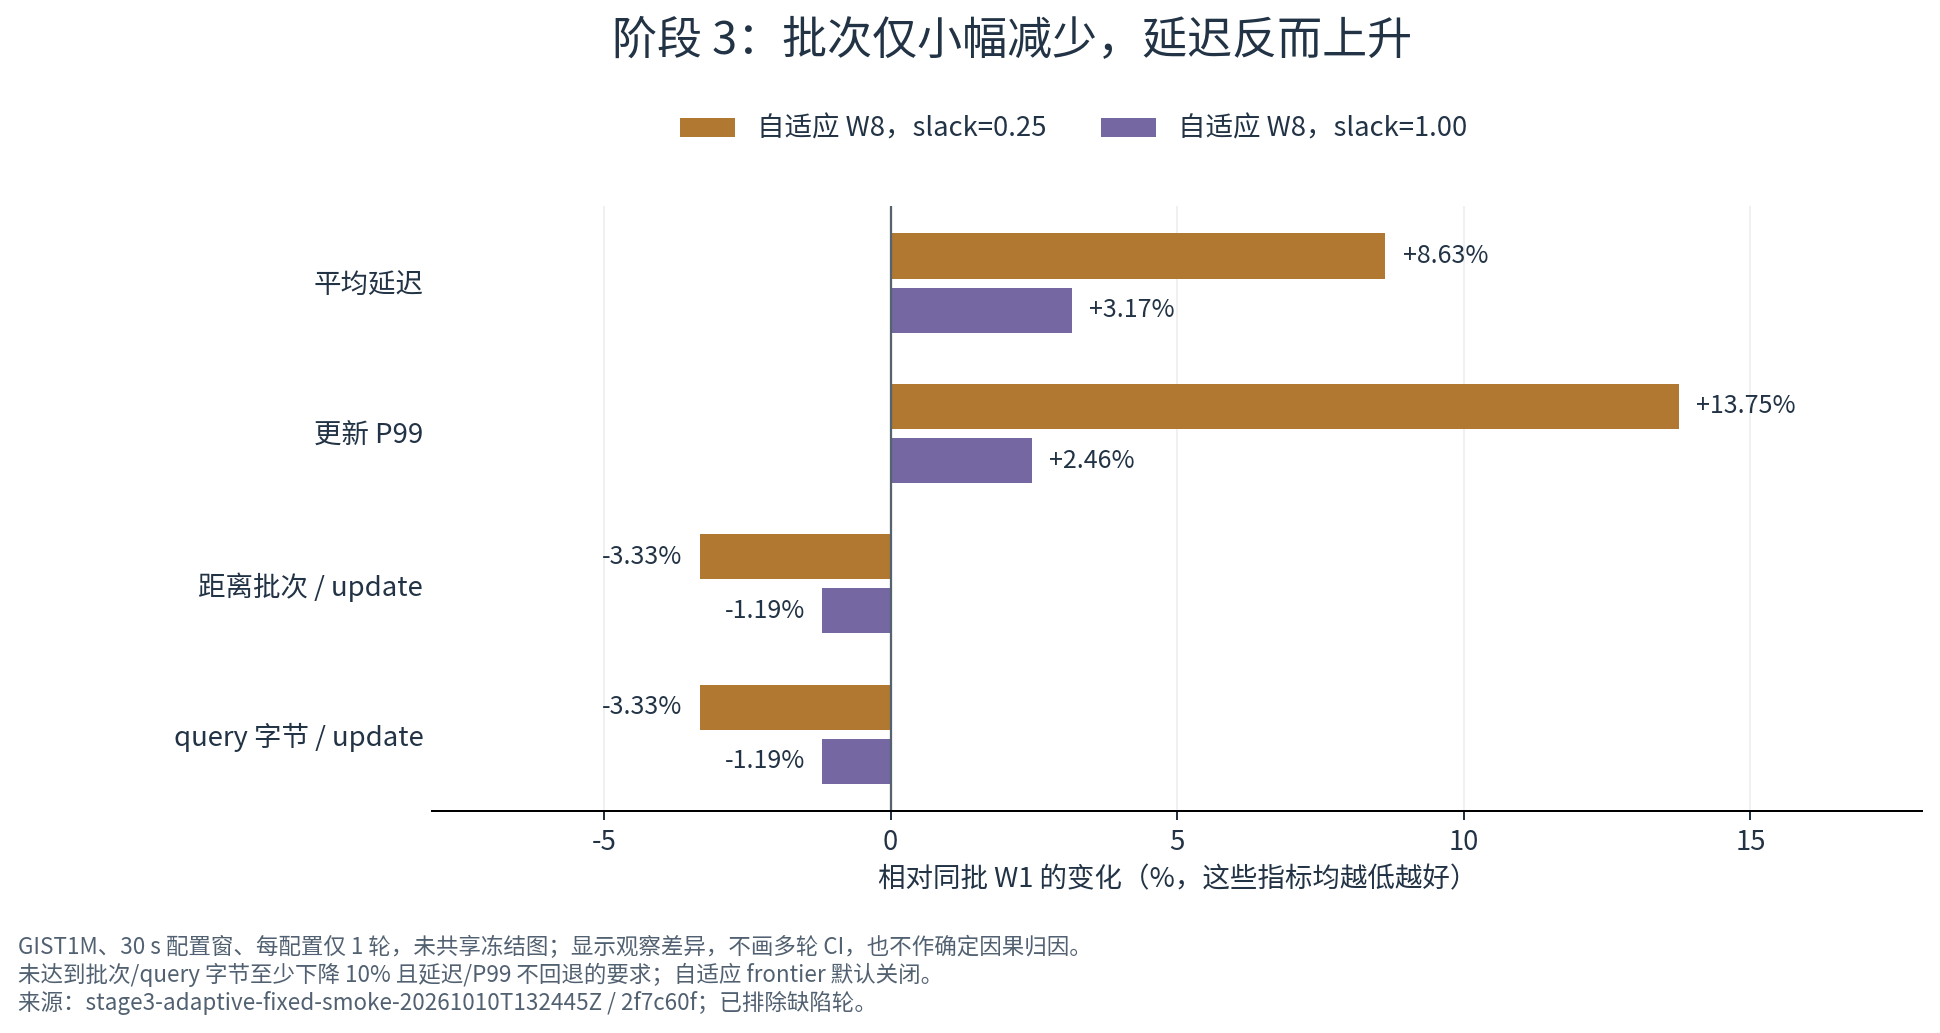 阶段 3：批次仅小幅减少，延迟反而上升
自适应 W8，slack=0.25
自适应 W8，slack=1.00
平均延迟
+8.63%
+3.17%
更新 P99
+13.75%
+2.46%
距离批次 / update
-3.33%
-1.19%
query 字节 / update
-3.33%
-1.19%
-5
0
5
10
15
相对同批 W1 的变化（%，这些指标均越低越好）
GIST1M、30 s 配置窗、每配置仅 1 轮，未共享冻结图；显示观察差异，不画多轮 CI，也不作确定因果归因。
未达到批次/query 字节至少下降 10% 且延迟/P99 不回退的要求；自适应 frontier 默认关闭。
来源：stage3-adaptive-fixed-smoke-20261010T132445Z / 2f7c60f；已排除缺陷轮。